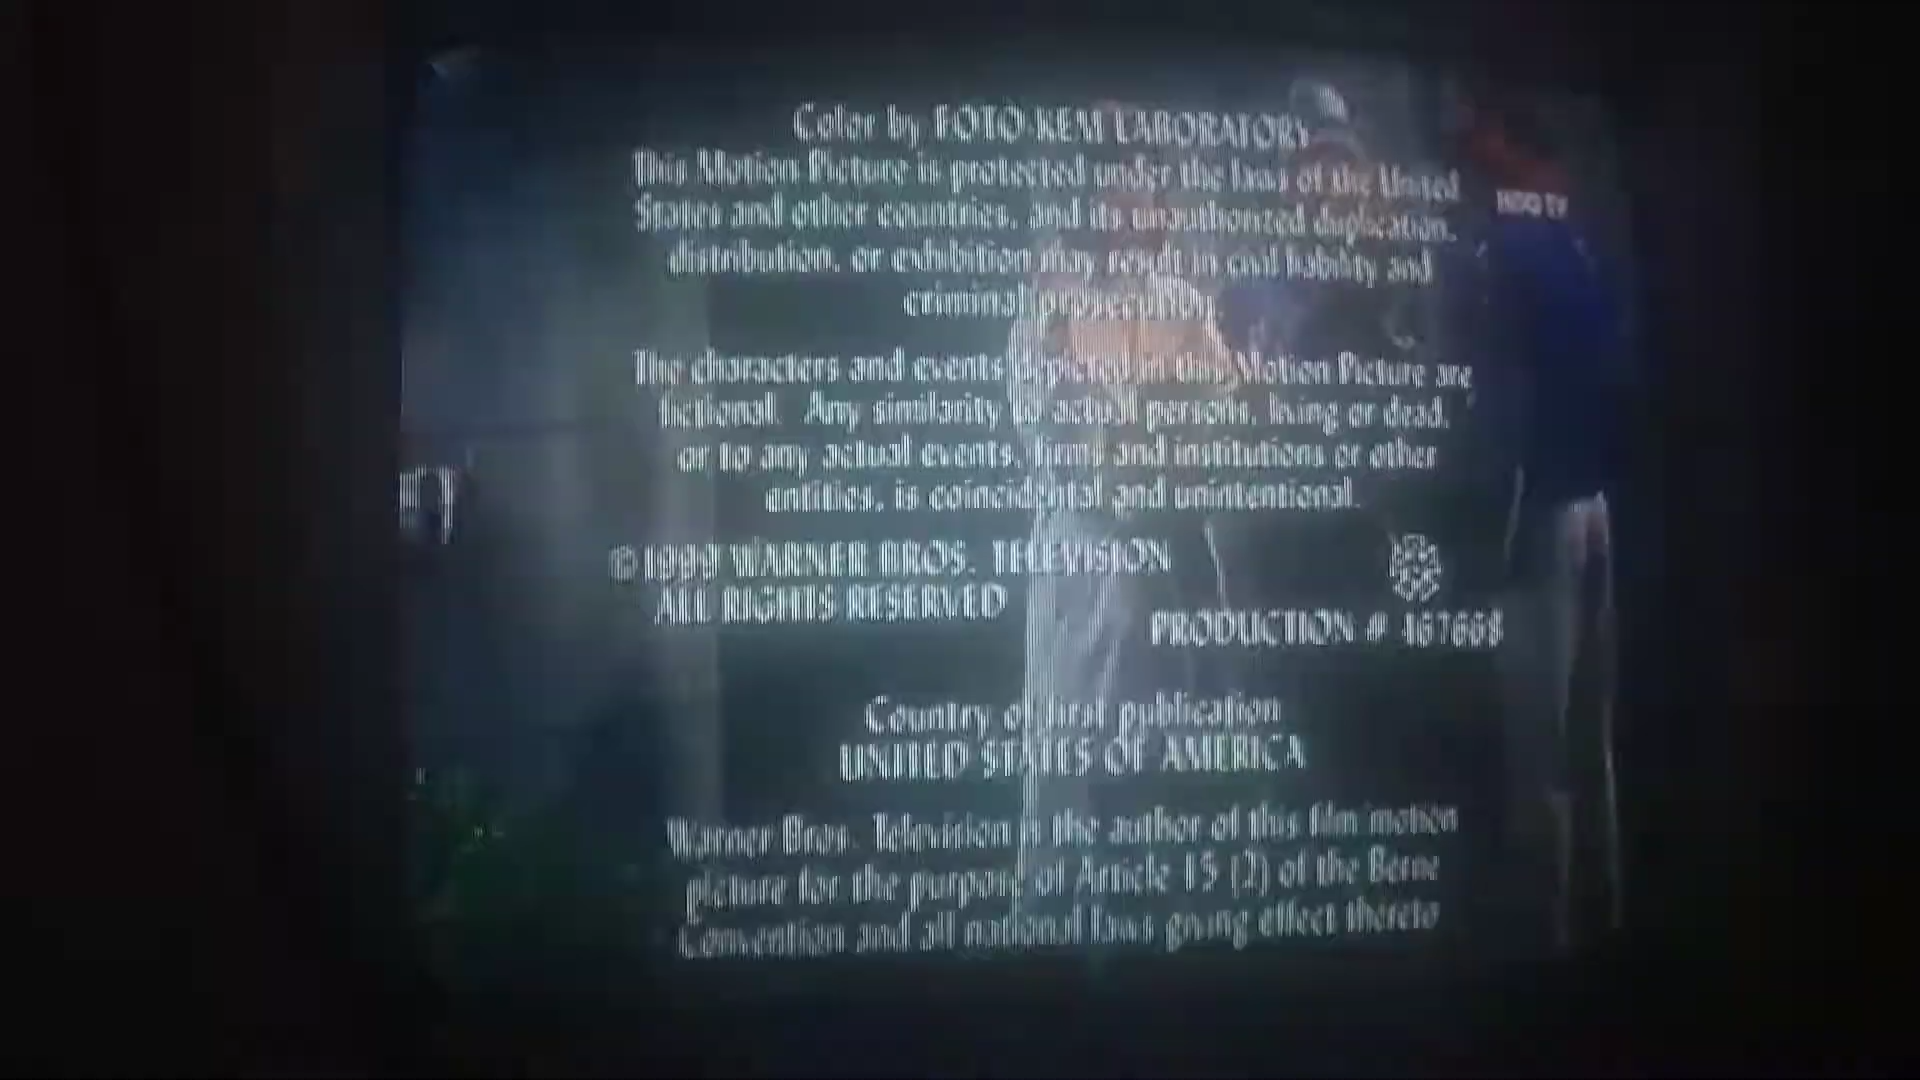 Color by FOTO-KEM LABORATORY
This Motion Picture is protected under the laws of the United
States and other countries, and its unauthorized duplication,
distribution, or exhibition may result in civil liability and
criminal prosecution.
The characters and events depicted in this Motion Picture are
fictional. Any similarity to actual persons, living or dead,
or to any actual events, firms and institutions or other
entities, is coincidental and unintentional.
©1999 WARNER BROS. TELEVISION
ALL RIGHTS RESERVED
PRODUCTION # 467668
Country of first publication
UNITED STATES OF AMERICA
Warner Bros. Television is the author of this film motion
picture for the purpose of Article 15 (2) of the Berne
Convention and all national laws giving effect thereto